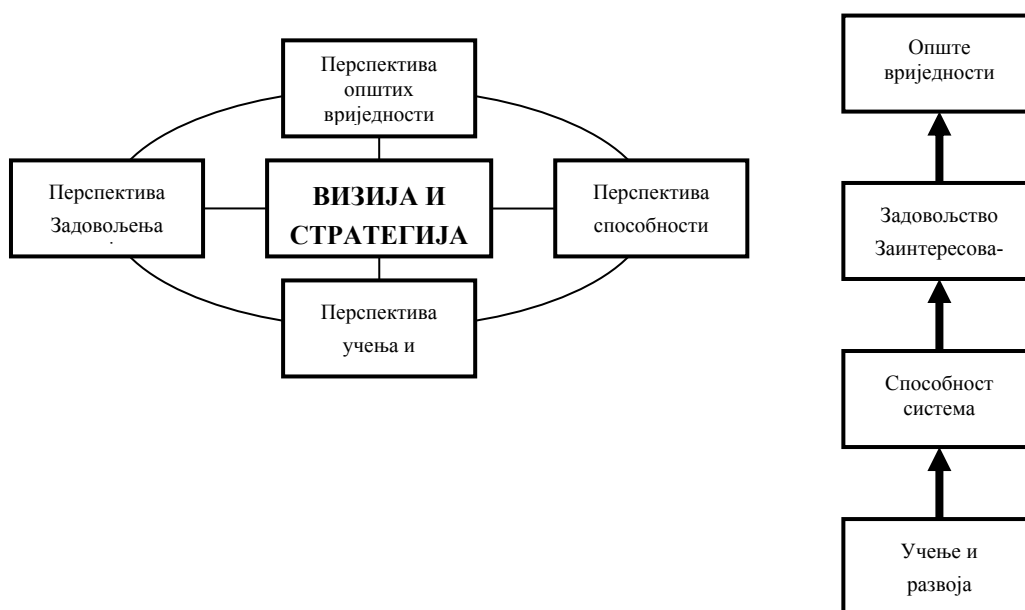 Перспектива
општих
вриједности
Перспектива
Задовољења
ВИЗИЈА И
СТРАТЕГИЈА
Перспектива
способности
Перспектива
учења и
Опште
вриједности
Задовољство
Заинтересова-
Способност
система
Учење и
развоја